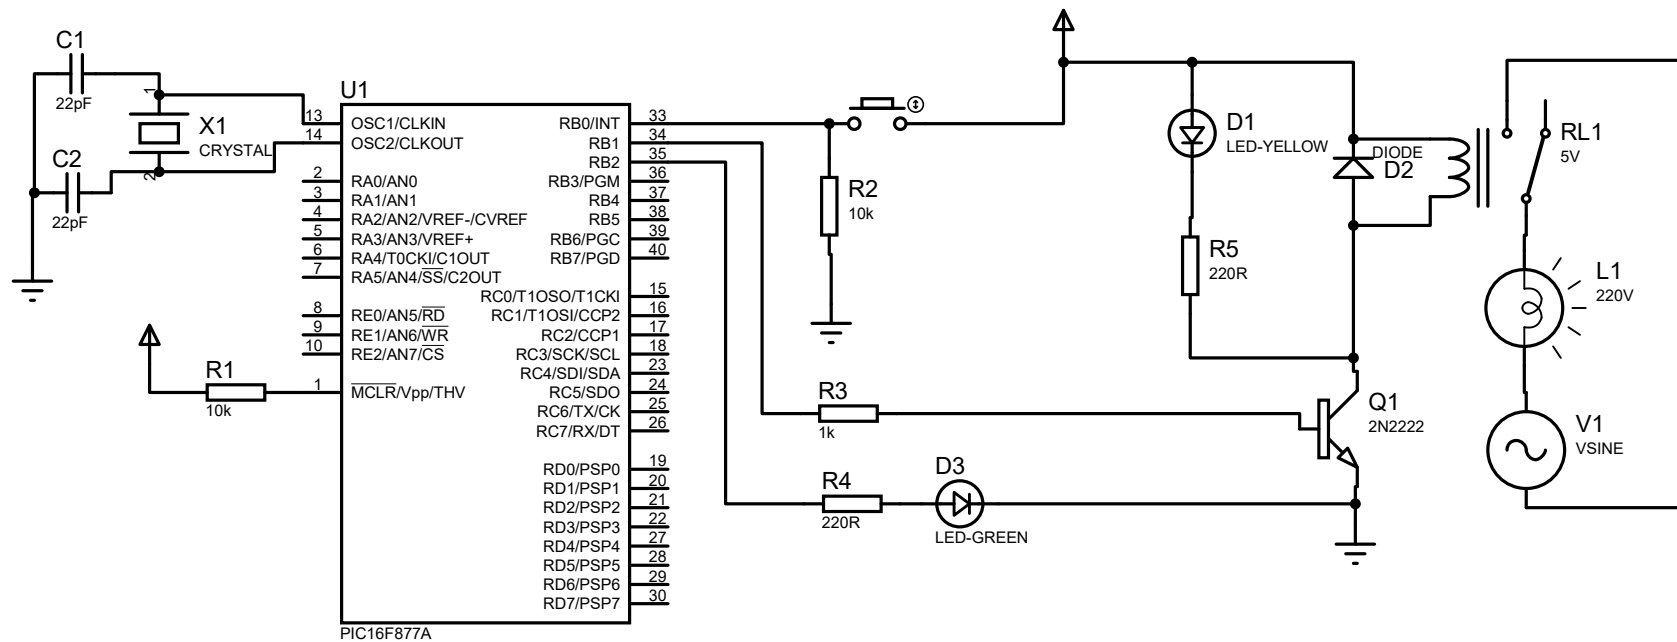 C1
22pF
1
X1
CRYSTAL
2
C2
22pF
R1
10k
U1
13 OSC1/CLKIN
14 OSC2/CLKOUT
2 RA0/AN0
3 RA1/AN1
4 RA2/AN2/VREF-/CVREF
5 RA3/AN3/VREF+
6 RA4/T0CKI/C1OUT
7 RA5/AN4/SS/C2OUT
8 RE0/AN5/RD
9 RE1/AN6/WR
10 RE2/AN7/CS
1 MCLR/Vpp/THV
RB0/INT 33
RB1 34
RB2 35
RB3/PGM 36
RB4 37
RB5 38
RB6/PGC 39
RB7/PGD 40
RC0/T1OSO/T1CKI 15
RC1/T1OSI/CCP2 16
RC2/CCP1 17
RC3/SCK/SCL 18
RC4/SDI/SDA 23
RC5/SDO 24
RC6/TX/CK 25
RC7/RX/DT 26
RD0/PSP0 19
RD1/PSP1 20
RD2/PSP2 21
RD3/PSP3 22
RD4/PSP4 27
RD5/PSP5 28
RD6/PSP6 29
RD7/PSP7 30
PIC16F877A
R2
10k
R3
1k
R4
220R
D3
LED-GREEN
D1
LED-YELLOW
R5
220R
DIODE
D2
Q1
2N2222
RL1
5V
L1
220V
V1
VSINE